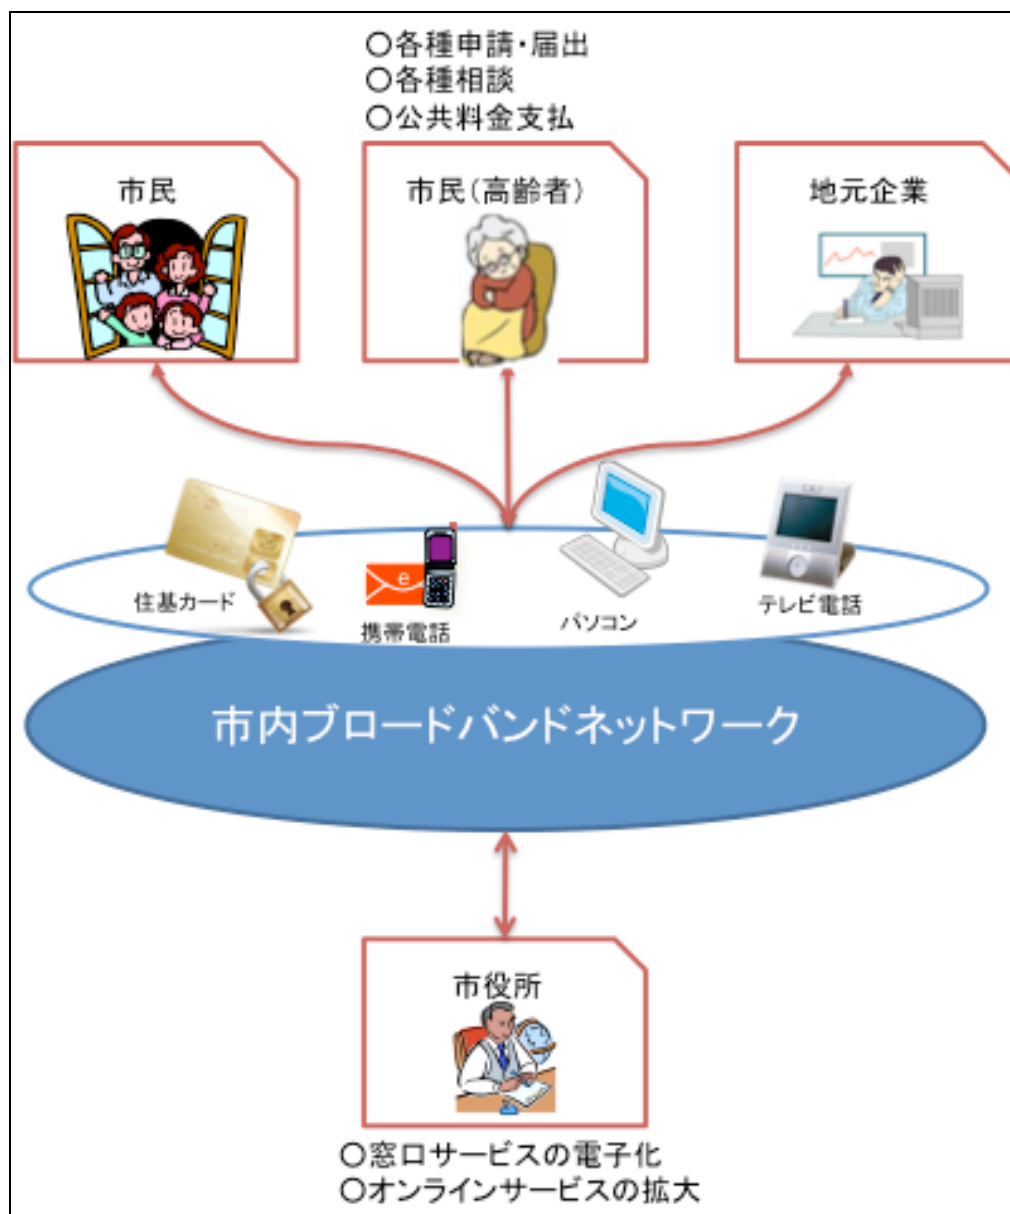 ○各種申請・届出
○各種相談
○公共料金支払
市民
市民(高齢者)
地元企業
e
住基カード
携帯電話
パソコン
テレビ電話
市内ブロードバンドネットワーク
市役所
○窓口サービスの電子化
○オンラインサービスの拡大